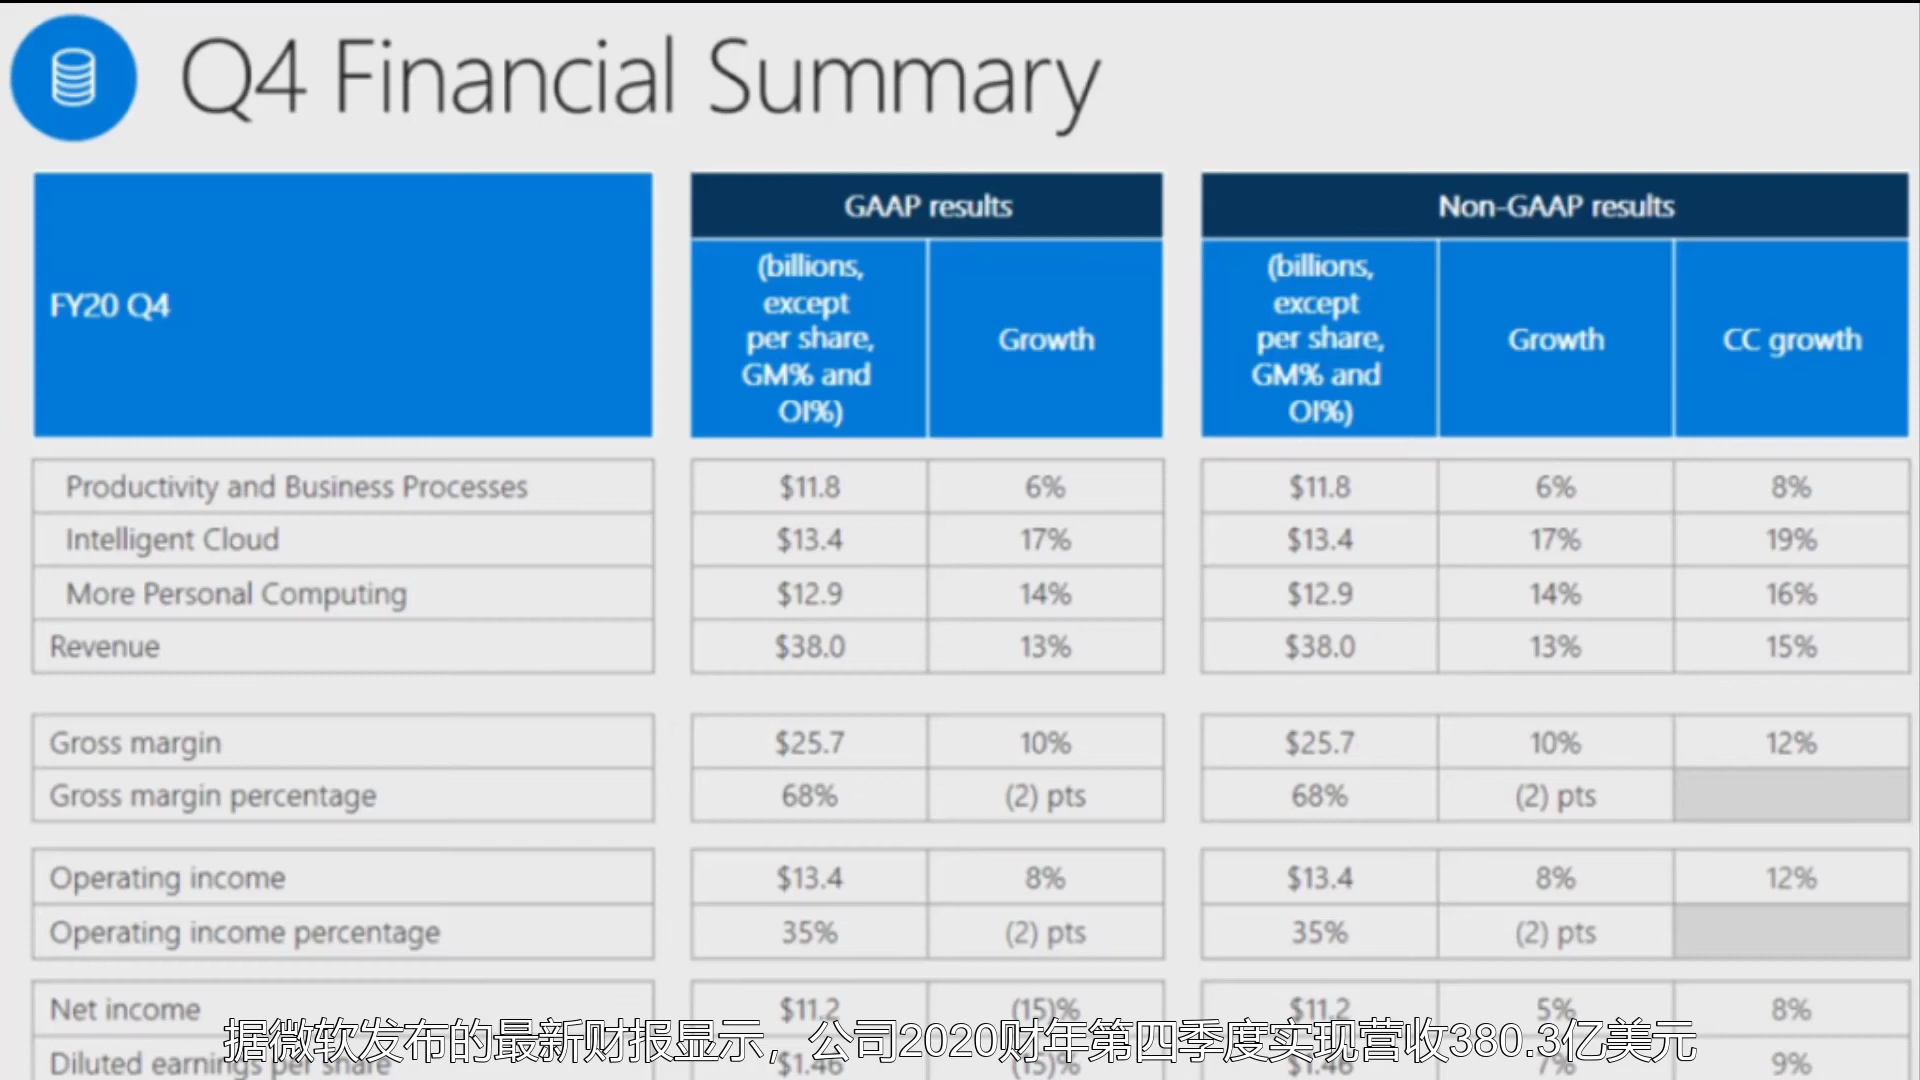 Q4 Financial Summary
GAAP results
Non-GAAP results
FY20 Q4
(billions,
except
per share,
GM% and
OI%)
Growth
(billions,
except
per share,
GM% and
OI%)
Growth
CC growth
Productivity and Business Processes $11.8 6% $11.8 6% 8%
Intelligent Cloud $13.4 17% $13.4 17% 19%
More Personal Computing $12.9 14% $12.9 14% 16%
Revenue $38.0 13% $38.0 13% 15%
Gross margin $25.7 10% $25.7 10% 12%
Gross margin percentage 68% (2) pts 68% (2) pts
Operating income $13.4 8% $13.4 8% 12%
Operating income percentage 35% (2) pts 35% (2) pts
Net income $11.2 (15)% $11.2 5% 8%
Diluted earnings per share $1.46 (15)% $1.46 7% 9%
据微软发布的最新财报显示，公司2020财年第四季度实现营收380.3亿美元